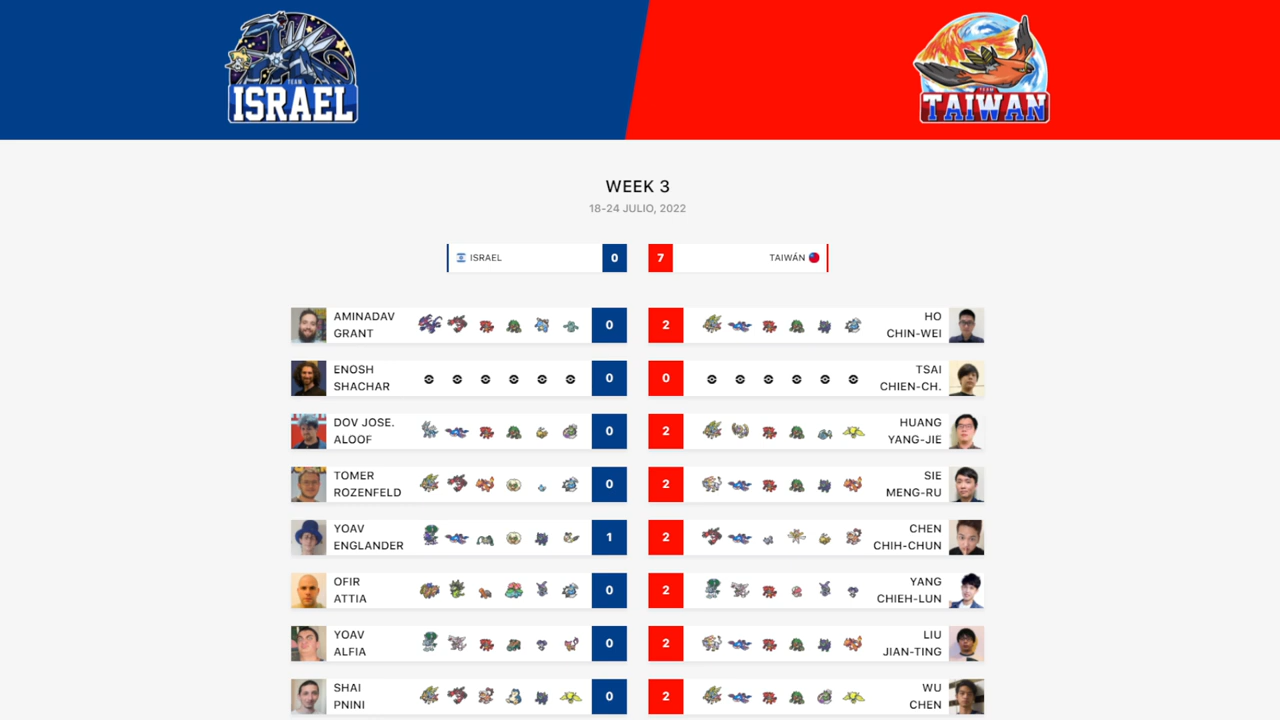 TEAM
ISRAEL
TEAM
TAIWAN
WEEK 3
18-24 JULIO, 2022
ISRAEL 0 7 TAIWÁN
AMINADAV
GRANT
0 2
HO
CHIN-WEI
ENOSH
SHACHAR
0 0
TSAI
CHIEN-CH.
DOV JOSE.
ALOOF
0 2
HUANG
YANG-JIE
TOMER
ROZENFELD
0 2
SIE
MENG-RU
YOAV
ENGLANDER
1 2
CHEN
CHIH-CHUN
OFIR
ATTIA
0 2
YANG
CHIEH-LUN
YOAV
ALFIA
0 2
LIU
JIAN-TING
SHAI
PNINI
0 2
WU
CHEN